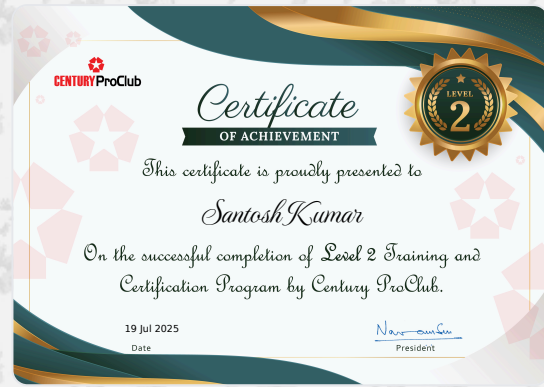 CENTURY ProClub
LEVEL
2
Certificate
OF ACHIEVEMENT
This certificate is proudly presented to
Santosh Kumar
On the successful completion of Level 2 Training and
Certification Program by Century ProClub.
19 Jul 2025
Date
President